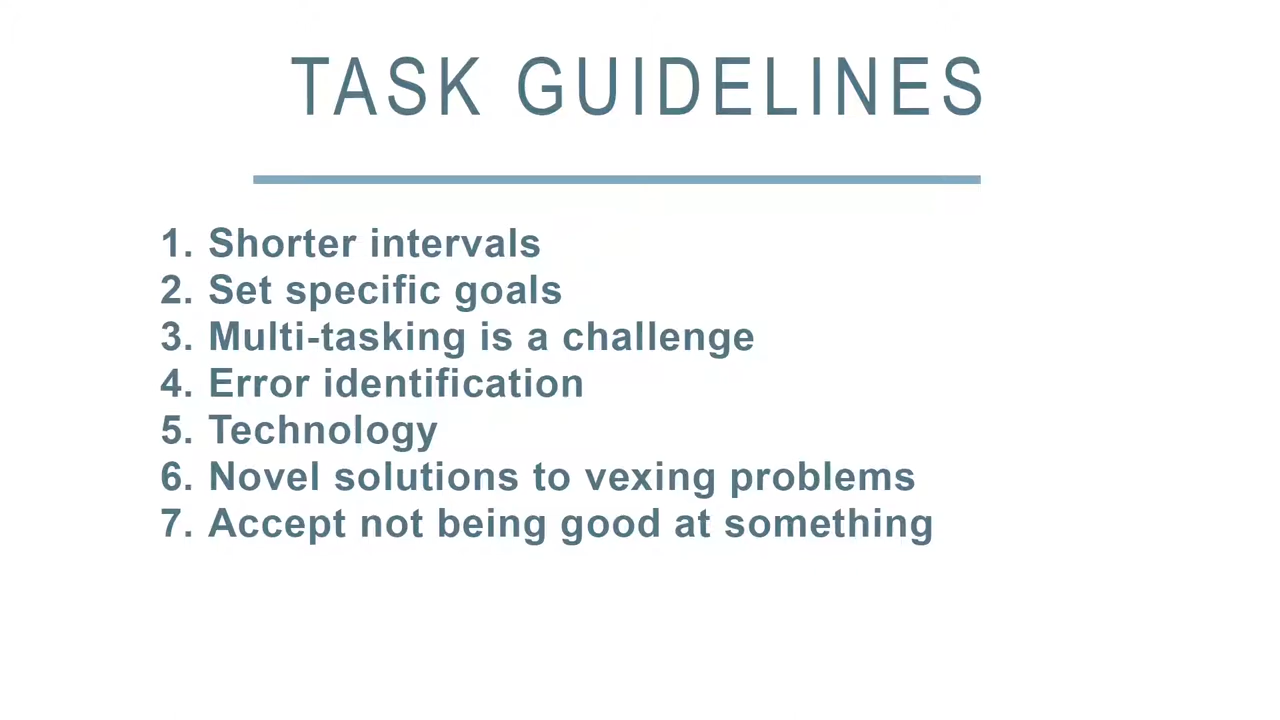 TASK GUIDELINES
1. Shorter intervals
2. Set specific goals
3. Multi-tasking is a challenge
4. Error identification
5. Technology
6. Novel solutions to vexing problems
7. Accept not being good at something